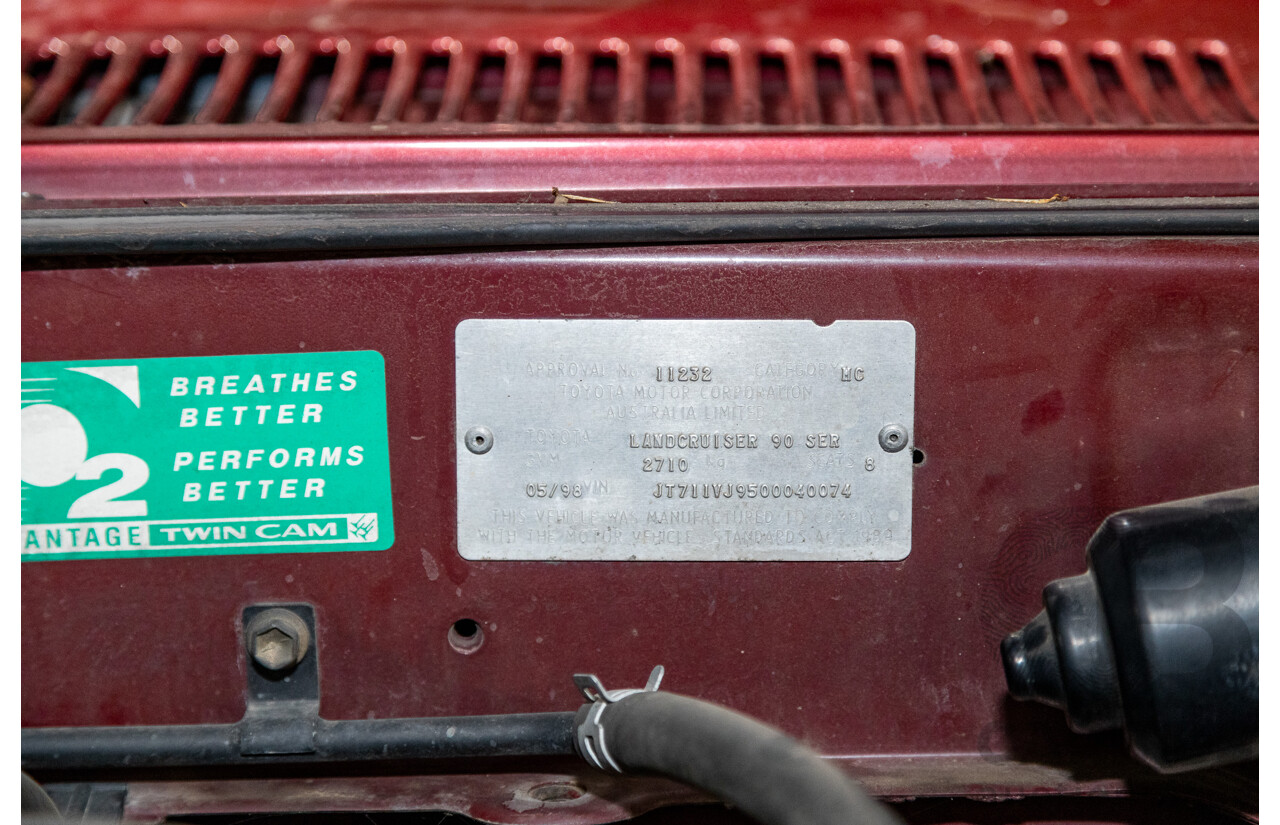 BREATHES
BETTER
PERFORMS
BETTER
O2
ANTAGE TWIN CAM
APPROVAL No 11232 CATEGORY MC
TOYOTA MOTOR CORPORATION
AUSTRALIA LIMITED
TOYOTA LANDCRUISER 90 SER
2710 8
05/98 VIN JT711VJ9500040074
THIS VEHICLE WAS MANUFACTURED TO COMPLY
WITH THE MOTOR VEHICLE STANDARDS ACT 1989